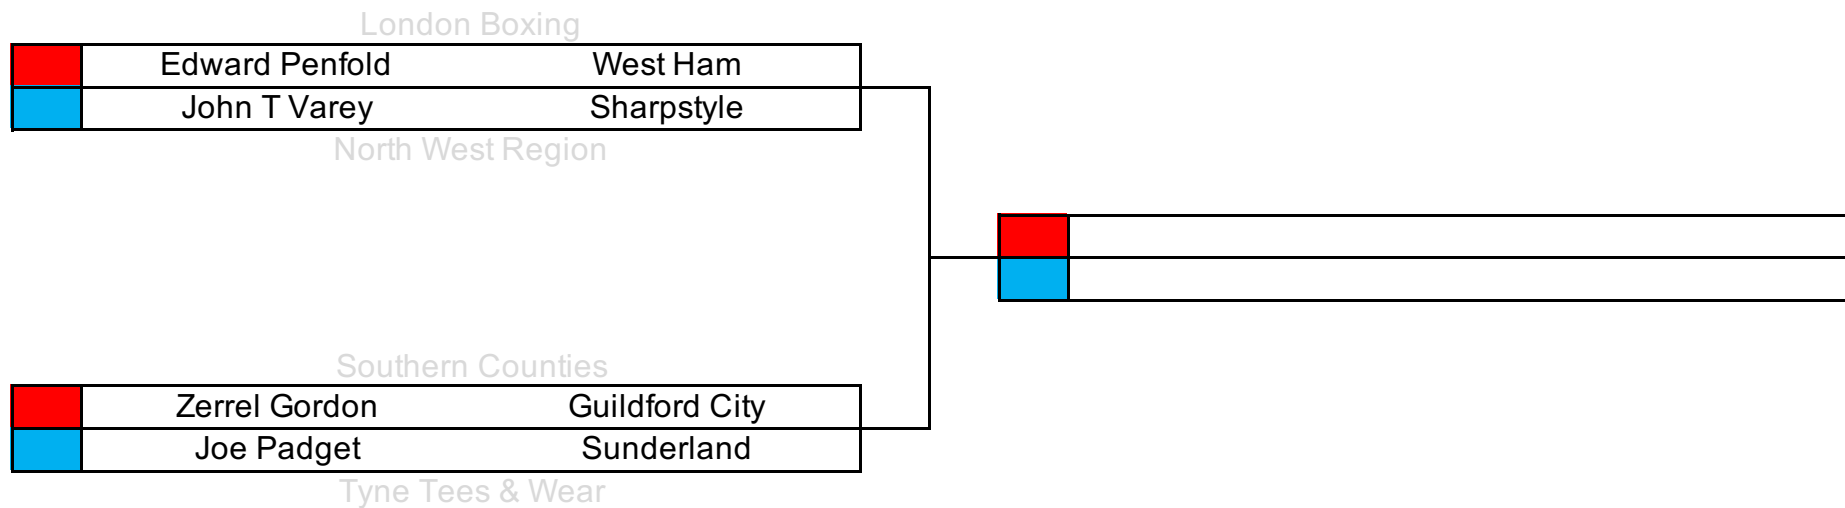 London Boxing
Edward Penfold West Ham
John T Varey Sharpstyle
North West Region
Southern Counties
Zerrel Gordon Guildford City
Joe Padget Sunderland
Tyne Tees & Wear